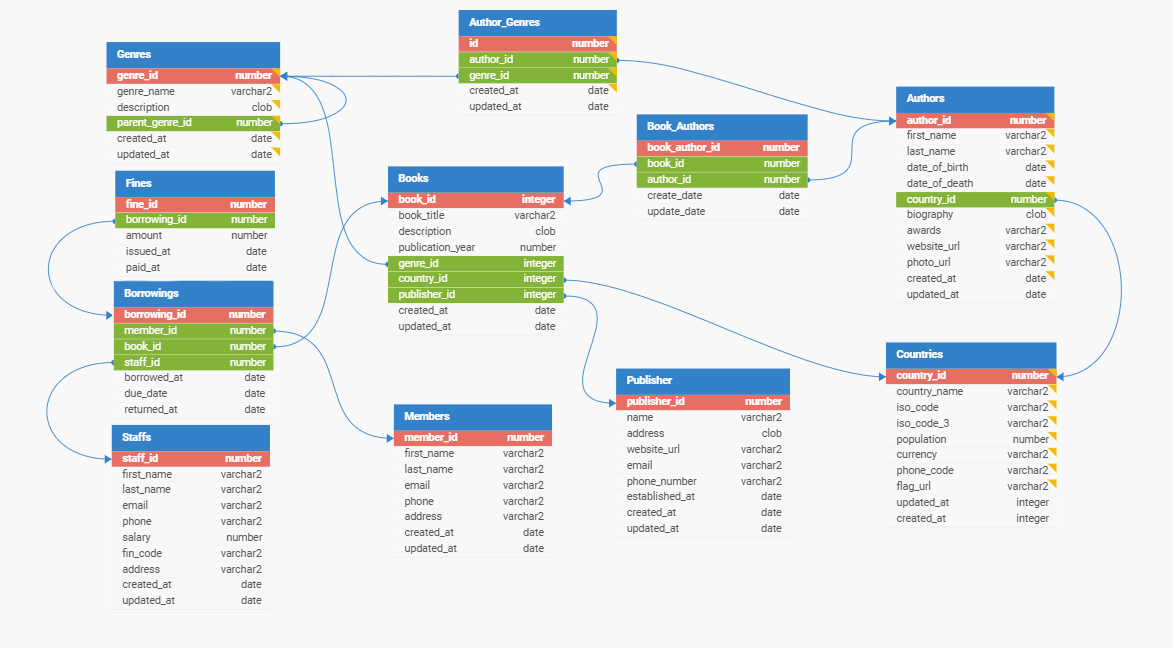 Author_Genres
id number
author_id number
genre_id number
created_at date
updated_at date
Genres
genre_id number
genre_name varchar2
description clob
parent_genre_id number
created_at date
updated_at date
Authors
author_id number
first_name varchar2
last_name varchar2
date_of_birth date
date_of_death date
country_id number
biography clob
awards varchar2
website_url varchar2
photo_url varchar2
created_at date
updated_at date
Book_Authors
book_author_id number
book_id number
author_id number
create_date date
update_date date
Books
book_id integer
book_title varchar2
description clob
publication_year number
genre_id integer
country_id integer
publisher_id integer
created_at date
updated_at date
Fines
fine_id number
borrowing_id number
amount number
issued_at date
paid_at date
Borrowings
borrowing_id number
member_id number
book_id number
staff_id number
borrowed_at date
due_date date
returned_at date
Countries
country_id number
country_name varchar2
iso_code varchar2
iso_code_3 varchar2
population number
currency varchar2
phone_code varchar2
flag_url varchar2
updated_at integer
created_at integer
Publisher
publisher_id number
name varchar2
address clob
website_url varchar2
email varchar2
phone_number varchar2
established_at date
created_at date
updated_at date
Members
member_id number
first_name varchar2
last_name varchar2
email varchar2
phone varchar2
address varchar2
created_at date
updated_at date
Staffs
staff_id number
first_name varchar2
last_name varchar2
email varchar2
phone varchar2
salary number
fin_code varchar2
address varchar2
created_at date
updated_at date